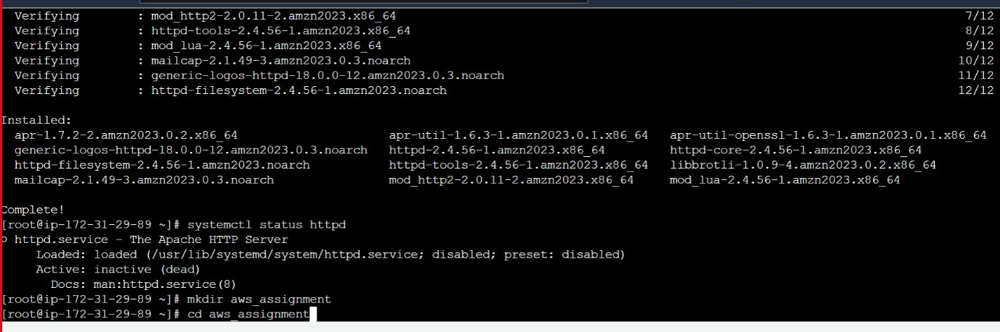 Verifying : mod_http2-2.0.11-2.amzn2023.x86_64 7/12
Verifying : httpd-tools-2.4.56-1.amzn2023.x86_64 8/12
Verifying : mod_lua-2.4.56-1.amzn2023.x86_64 9/12
Verifying : mailcap-2.1.49-3.amzn2023.0.3.noarch 10/12
Verifying : generic-logos-httpd-18.0.0-12.amzn2023.0.3.noarch 11/12
Verifying : httpd-filesystem-2.4.56-1.amzn2023.noarch 12/12
Installed:
apr-1.7.2-2.amzn2023.0.2.x86_64 apr-util-1.6.3-1.amzn2023.0.1.x86_64 apr-util-openssl-1.6.3-1.amzn2023.0.1.x86_64
generic-logos-httpd-18.0.0-12.amzn2023.0.3.noarch httpd-2.4.56-1.amzn2023.x86_64 httpd-core-2.4.56-1.amzn2023.x86_64
httpd-filesystem-2.4.56-1.amzn2023.noarch httpd-tools-2.4.56-1.amzn2023.x86_64 libbrotli-1.0.9-4.amzn2023.0.2.x86_64
mailcap-2.1.49-3.amzn2023.0.3.noarch mod_http2-2.0.11-2.amzn2023.x86_64 mod_lua-2.4.56-1.amzn2023.x86_64
Complete!
[root@ip-172-31-29-89 ~]# systemctl status httpd
○ httpd.service - The Apache HTTP Server
Loaded: loaded (/usr/lib/systemd/system/httpd.service; disabled; preset: disabled)
Active: inactive (dead)
Docs: man:httpd.service(8)
[root@ip-172-31-29-89 ~]# mkdir aws_assignment
[root@ip-172-31-29-89 ~]# cd aws_assignment